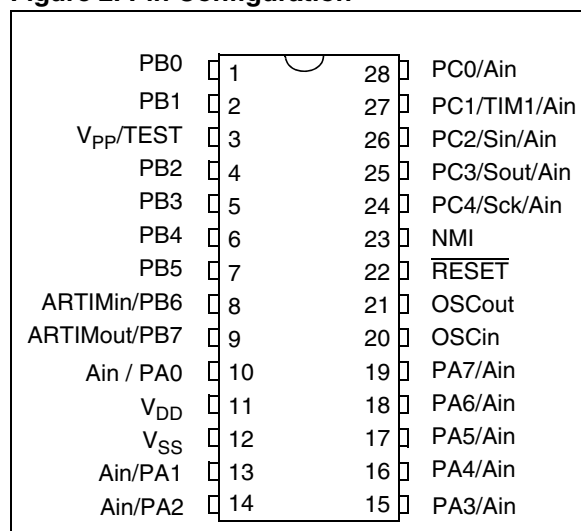 Figure 2. Pin Configuration
PB0 1 28 PC0/Ain
PB1 2 27 PC1/TIM1/Ain
VPP/TEST 3 26 PC2/Sin/Ain
PB2 4 25 PC3/Sout/Ain
PB3 5 24 PC4/Sck/Ain
PB4 6 23 NMI
PB5 7 22 RESET
ARTIMin/PB6 8 21 OSCout
ARTIMout/PB7 9 20 OSCin
Ain / PA0 10 19 PA7/Ain
VDD 11 18 PA6/Ain
VSS 12 17 PA5/Ain
Ain/PA1 13 16 PA4/Ain
Ain/PA2 14 15 PA3/Ain